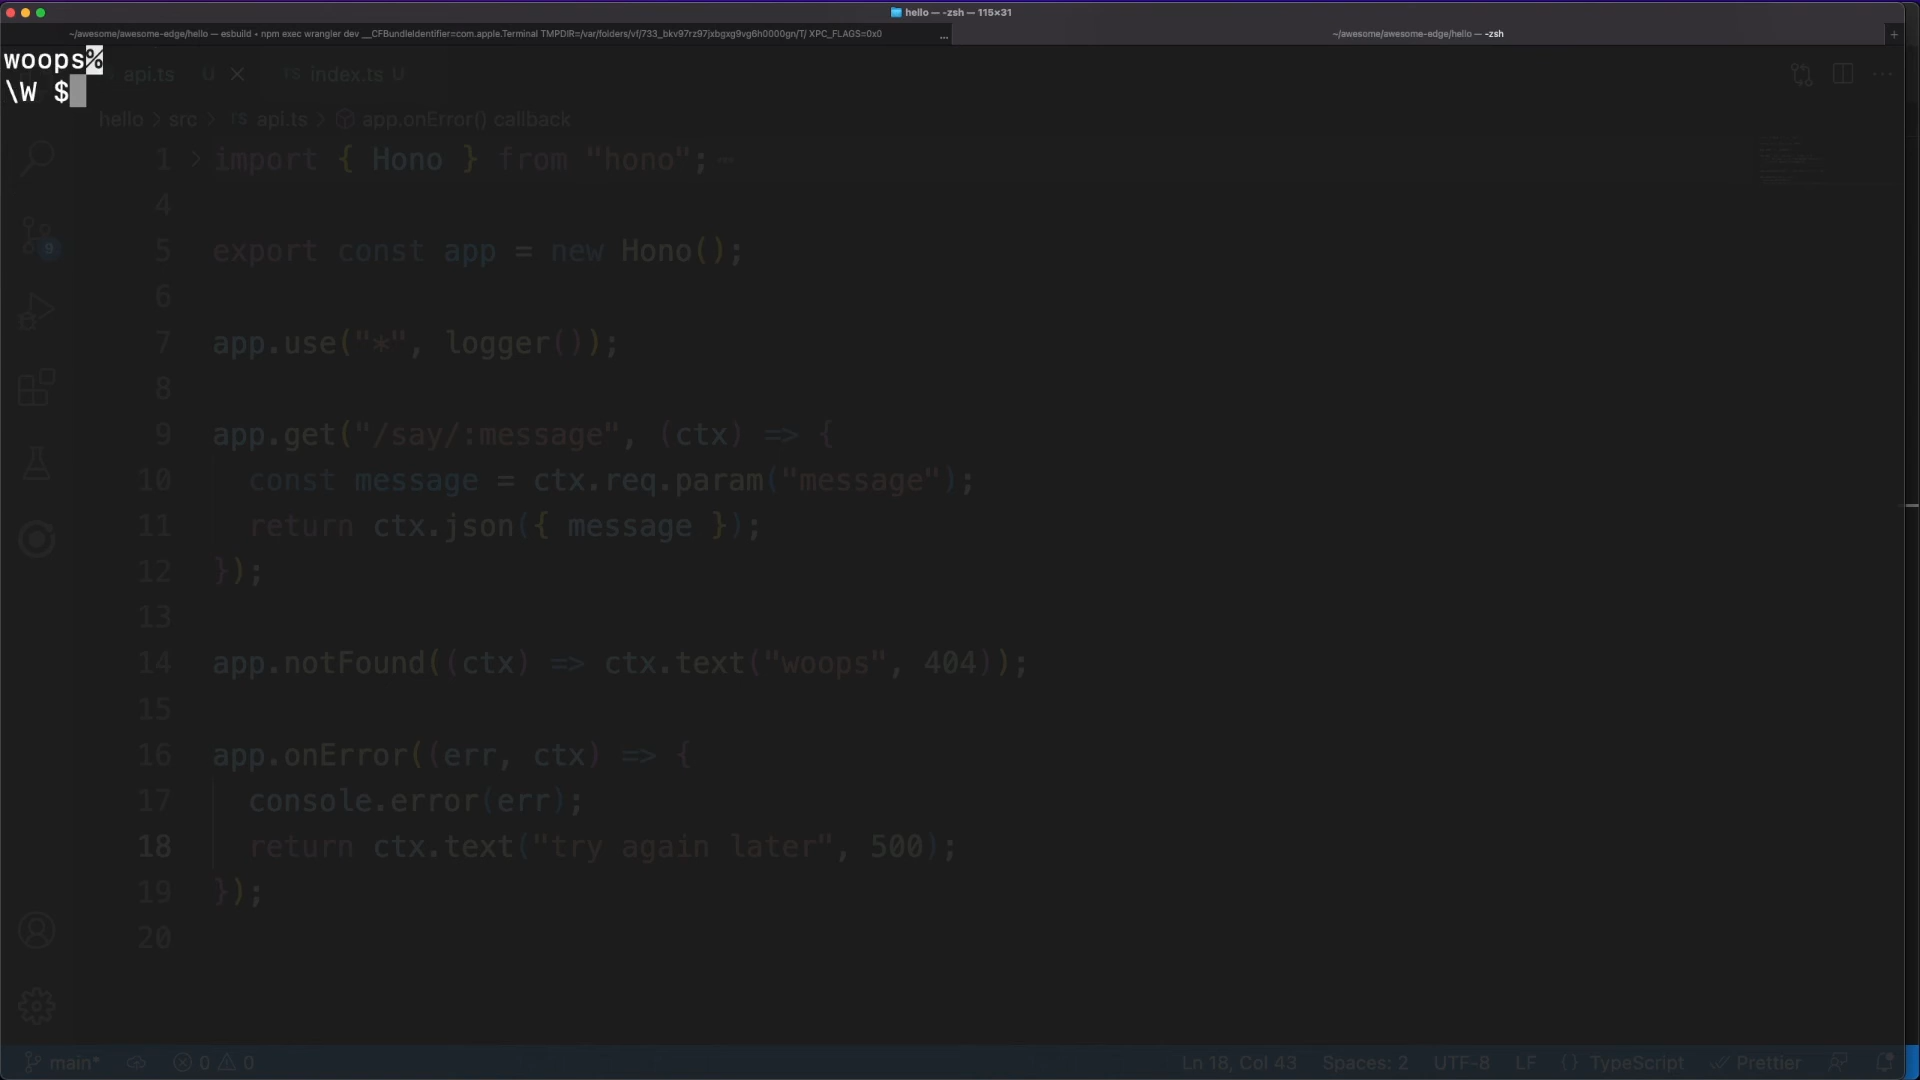 hello — -zsh — 115×31
~/awesome/awesome-edge/hello — esbuild ◂ npm exec wrangler dev __CFBundleIdentifier=com.apple.Terminal TMPDIR=/var/folders/vf/733_bkv97rz97jxbgxg9vg6h0000gn/T/ XPC_FLAGS=0x0 ...
~/awesome/awesome-edge/hello — -zsh
+
woops%
\W $
api.ts U
TS index.ts U
hello > src > TS api.ts > app.onError() callback
1 > import { Hono } from "hono";
4
5 export const app = new Hono();
6
7 app.use("*", logger());
8
9 app.get("/say/:message", (ctx) => {
10 const message = ctx.req.param("message");
11 return ctx.json({ message });
12 });
13
14 app.notFound((ctx) => ctx.text("woops", 404));
15
16 app.onError((err, ctx) => {
17 console.error(err);
18 return ctx.text("try again later", 500);
19 });
20
9
main* 0 0 Ln 18, Col 43 Spaces: 2 UTF-8 LF {} TypeScript Prettier